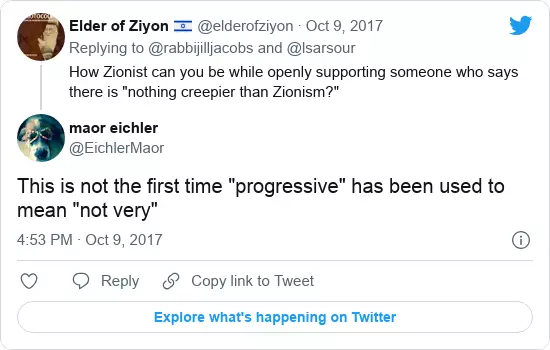 Elder of Ziyon 🇮🇱 @elderofziyon · Oct 9, 2017
Replying to @rabbijilljacobs and @lsarsour
How Zionist can you be while openly supporting someone who says
there is "nothing creepier than Zionism?"
maor eichler
@EichlerMaor
This is not the first time "progressive" has been used to
mean "not very"
4:53 PM · Oct 9, 2017
Reply
Copy link to Tweet
Explore what's happening on Twitter